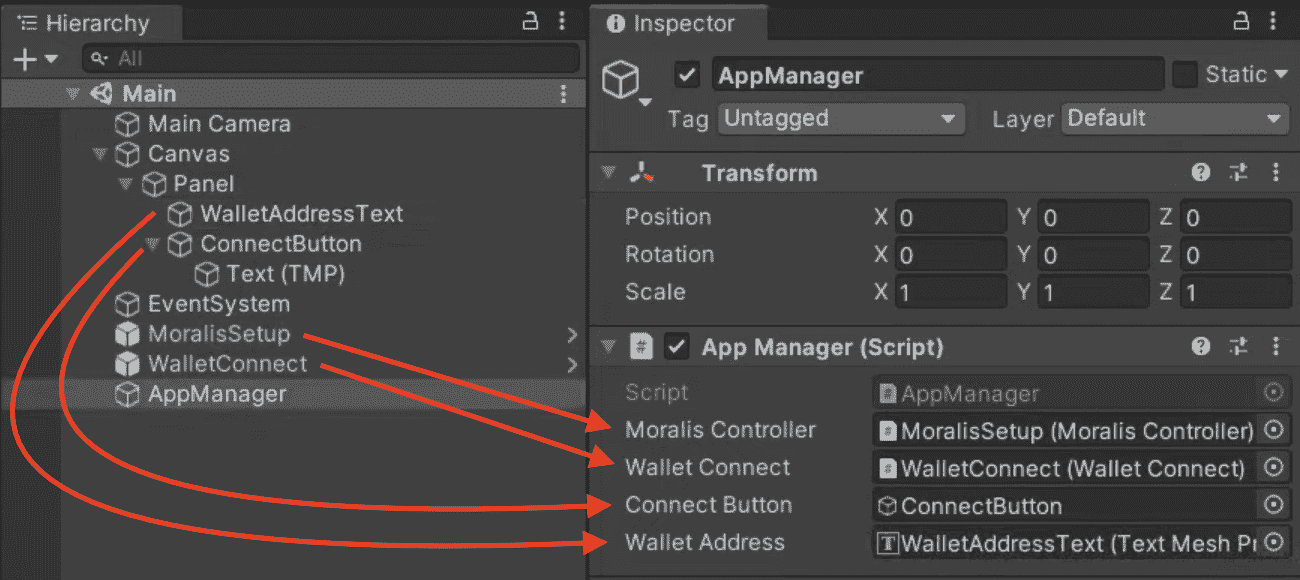 Hierarchy
All
Main
Main Camera
Canvas
Panel
WalletAddressText
ConnectButton
Text (TMP)
EventSystem
MoralisSetup
WalletConnect
AppManager
Inspector
AppManager
Static
Tag Untagged Layer Default
Transform
Position X 0 Y 0 Z 0
Rotation X 0 Y 0 Z 0
Scale X 1 Y 1 Z 1
# App Manager (Script)
Script # AppManager
Moralis Controller # MoralisSetup (Moralis Controller)
Wallet Connect # WalletConnect (Wallet Connect)
Connect Button ConnectButton
Wallet Address T WalletAddressText (Text Mesh Pr